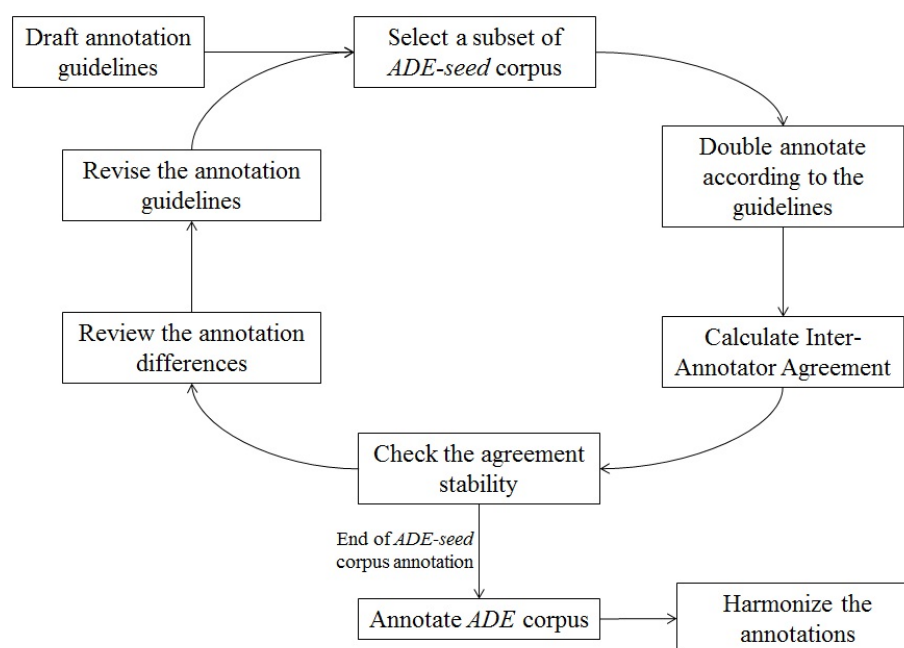 Draft annotation
guidelines
Select a subset of
ADE-seed corpus
Revise the annotation
guidelines
Double annotate
according to the
guidelines
Review the annotation
differences
Calculate Inter-
Annotator Agreement
Check the agreement
stability
End of ADE-seed
corpus annotation
Annotate ADE corpus
Harmonize the
annotations